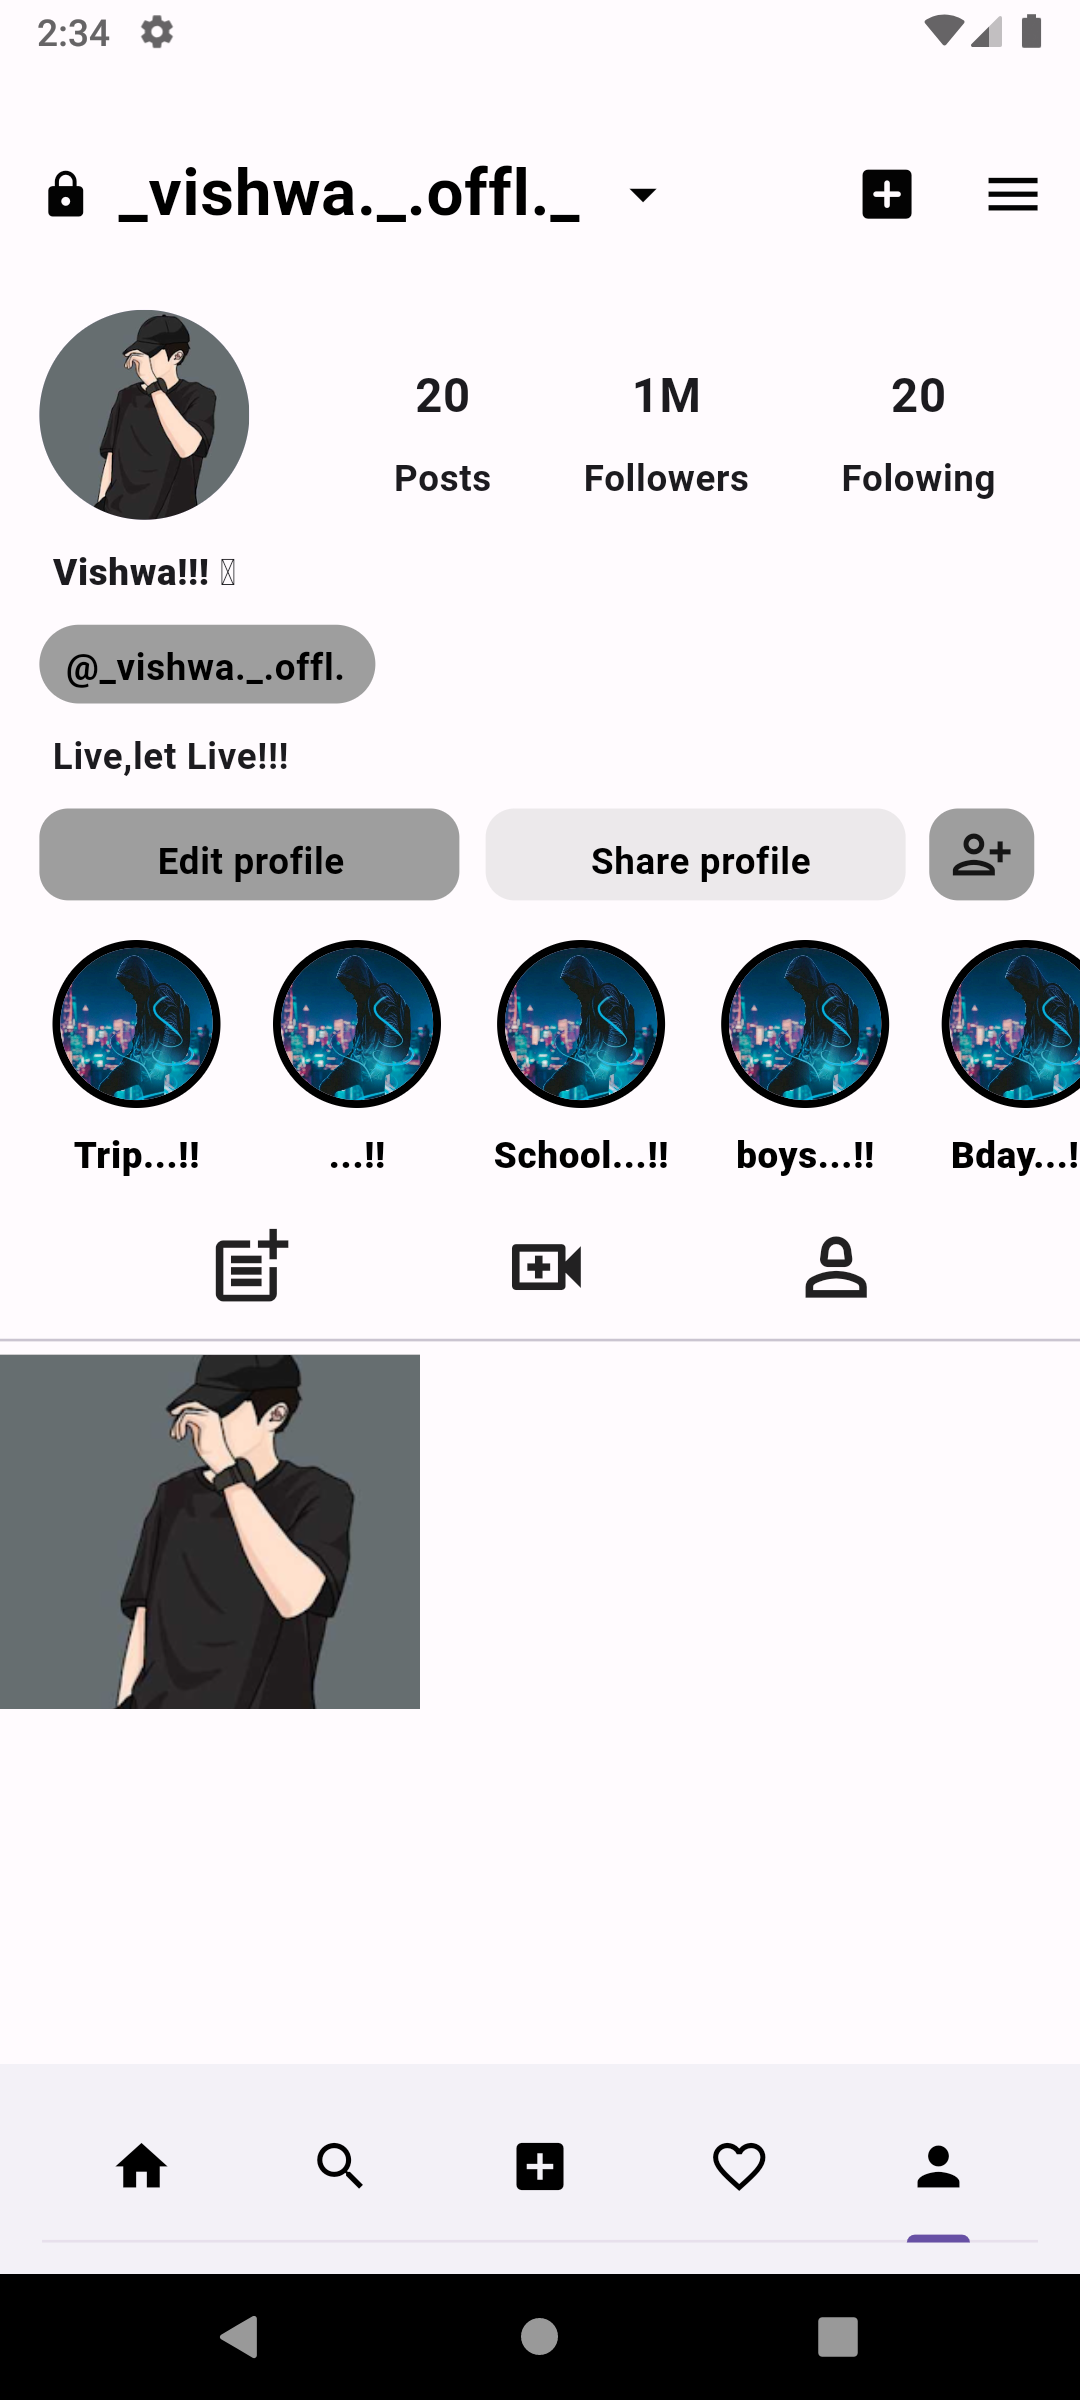 2:34
_vishwa._.offl._
20 1M 20
Posts Followers Folowing
Vishwa!!!
@_vishwa._.offl.
Live,let Live!!!
Edit profile Share profile
Trip...!! ...!! School...!! boys...!! Bday...!